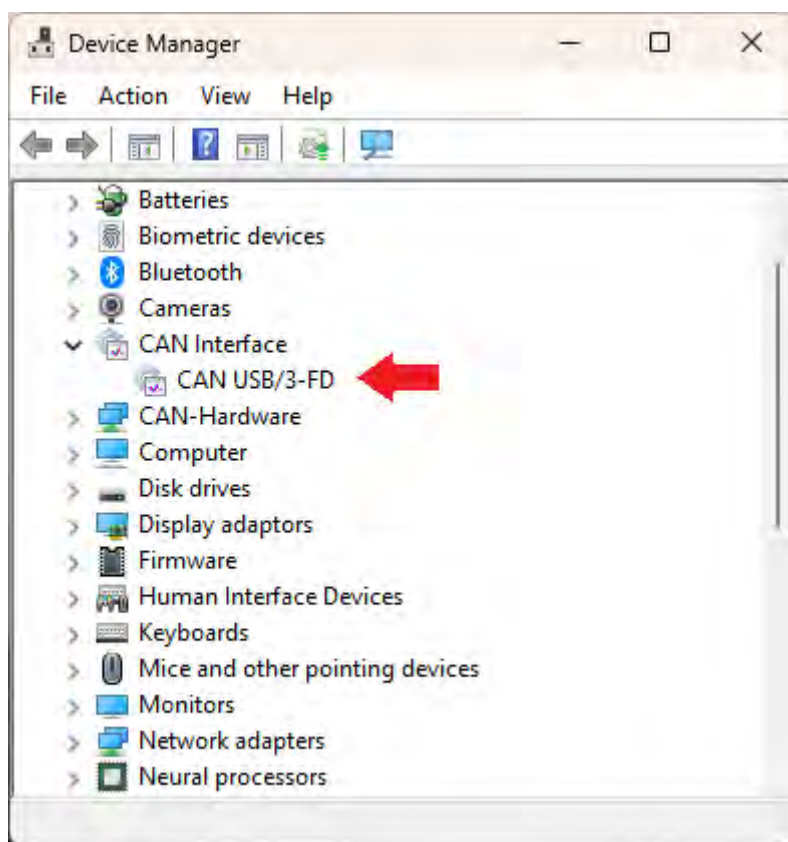 Device Manager
File Action View Help
Batteries
Biometric devices
Bluetooth
Cameras
CAN Interface
CAN USB/3-FD
CAN-Hardware
Computer
Disk drives
Display adaptors
Firmware
Human Interface Devices
Keyboards
Mice and other pointing devices
Monitors
Network adapters
Neural processors